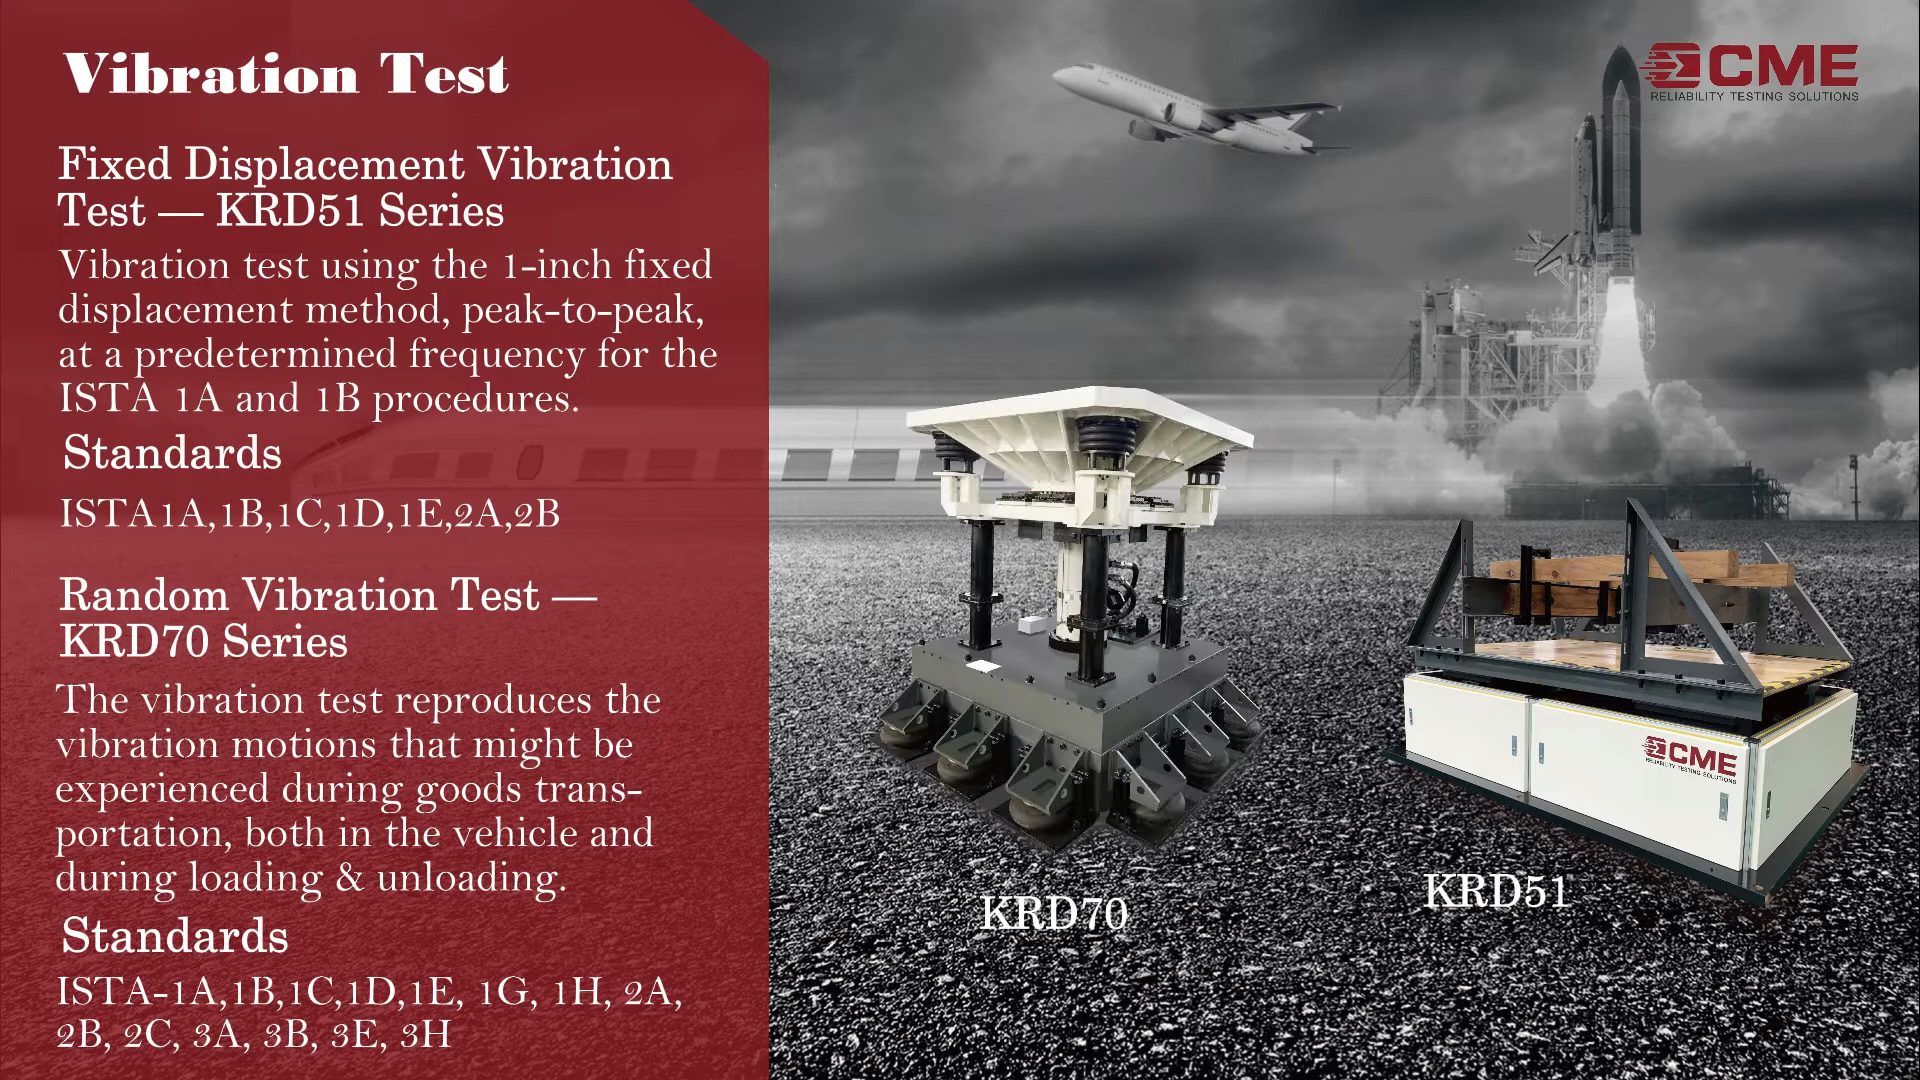 Vibration Test
Fixed Displacement Vibration
Test — KRD51 Series
Vibration test using the 1-inch fixed
displacement method, peak-to-peak,
at a predetermined frequency for the
ISTA 1A and 1B procedures.
Standards
ISTA1A,1B,1C,1D,1E,2A,2B
Random Vibration Test —
KRD70 Series
The vibration test reproduces the
vibration motions that might be
experienced during goods trans-
portation, both in the vehicle and
during loading & unloading.
Standards
ISTA-1A,1B,1C,1D,1E, 1G, 1H, 2A,
2B, 2C, 3A, 3B, 3E, 3H
CME
RELIABILITY TESTING SOLUTIONS
CME
RELIABILITY TESTING SOLUTIONS
KRD70
KRD51